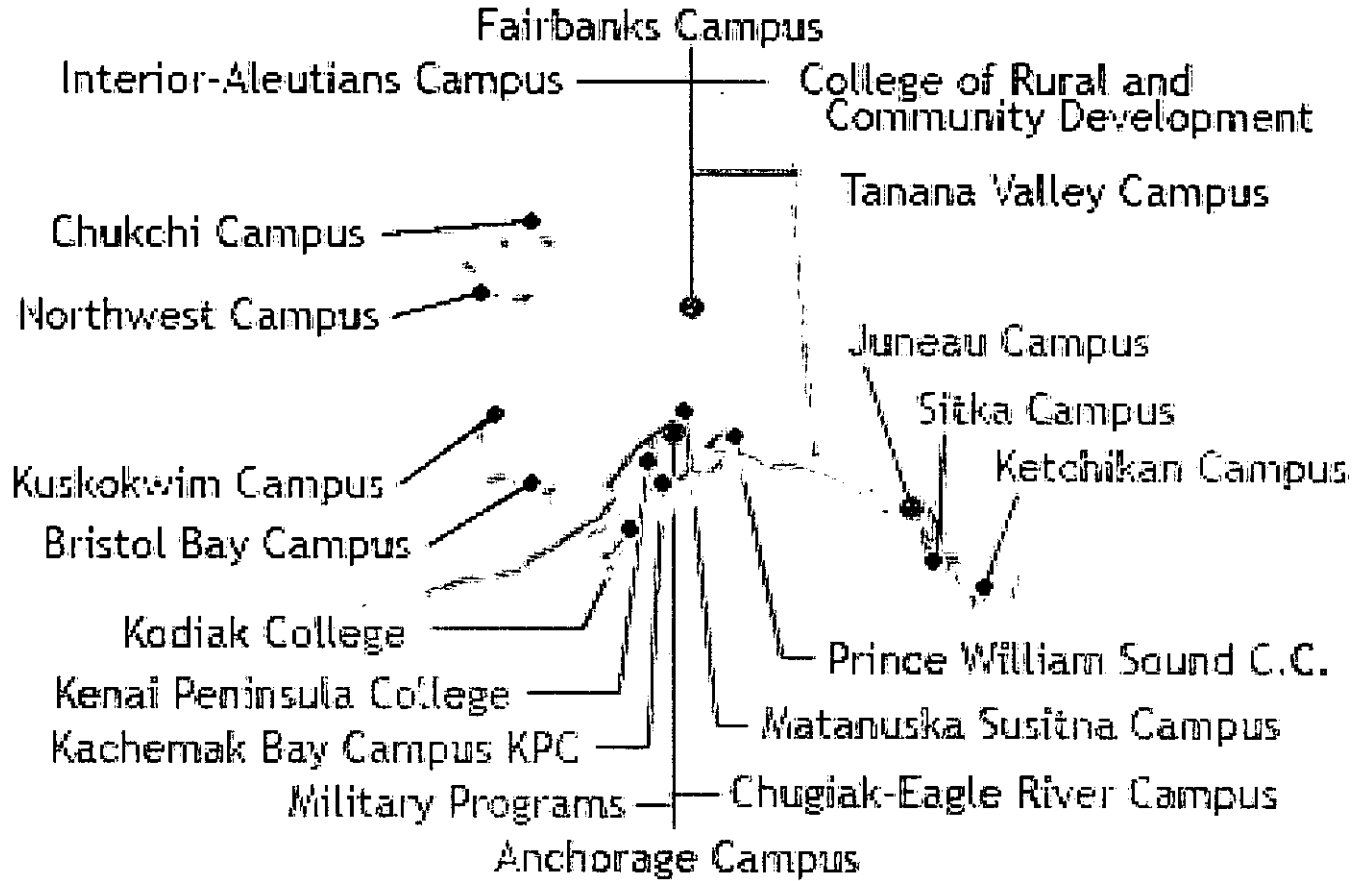 Fairbanks Campus
Interior-Aleutians Campus
College of Rural and
Community Development
Tanana Valley Campus
Chukchi Campus
Northwest Campus
Juneau Campus
Sitka Campus
Ketchikan Campus
Kuskokwim Campus
Bristol Bay Campus
Kodiak College
Prince William Sound C.C.
Kenai Peninsula College
Matanuska Susitna Campus
Kachemak Bay Campus KPC
Military Programs
Chugiak-Eagle River Campus
Anchorage Campus